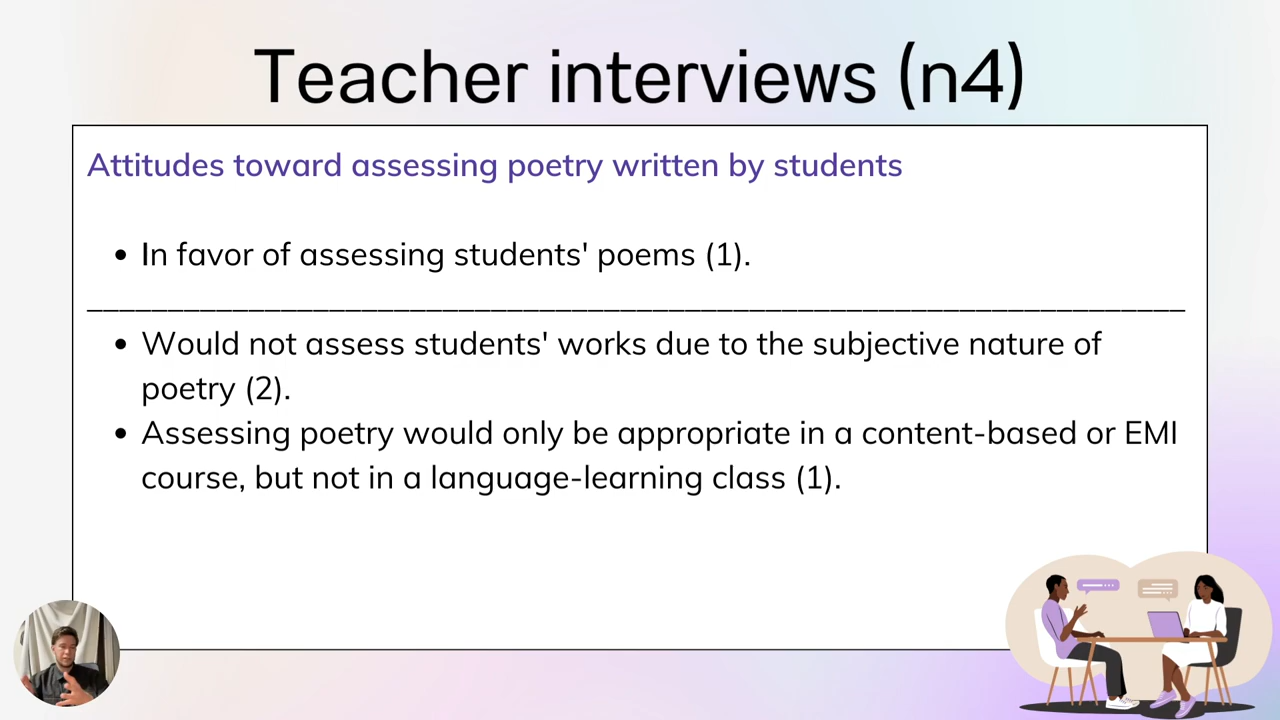 Teacher interviews (n4)
Attitudes toward assessing poetry written by students
• In favor of assessing students' poems (1).
• Would not assess students' works due to the subjective nature of
poetry (2).
• Assessing poetry would only be appropriate in a content-based or EMI
course, but not in a language-learning class (1).